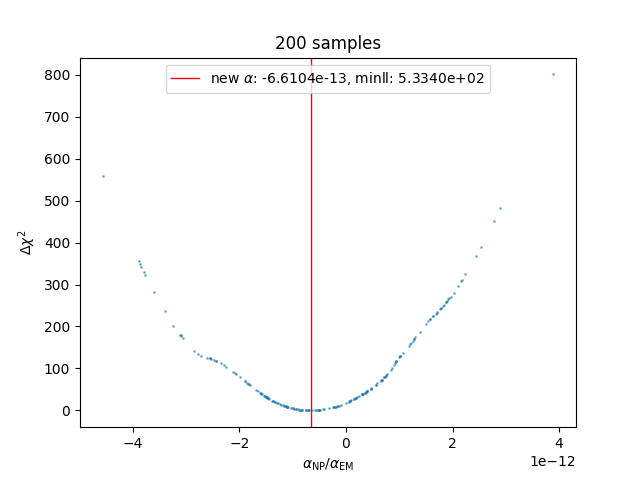 200 samples
new α: -6.6104e-13, minll: 5.3340e+02
Δχ²
800
700
600
500
400
300
200
100
0
−4 −2 0 2 4
1e−12
α_NP/α_EM